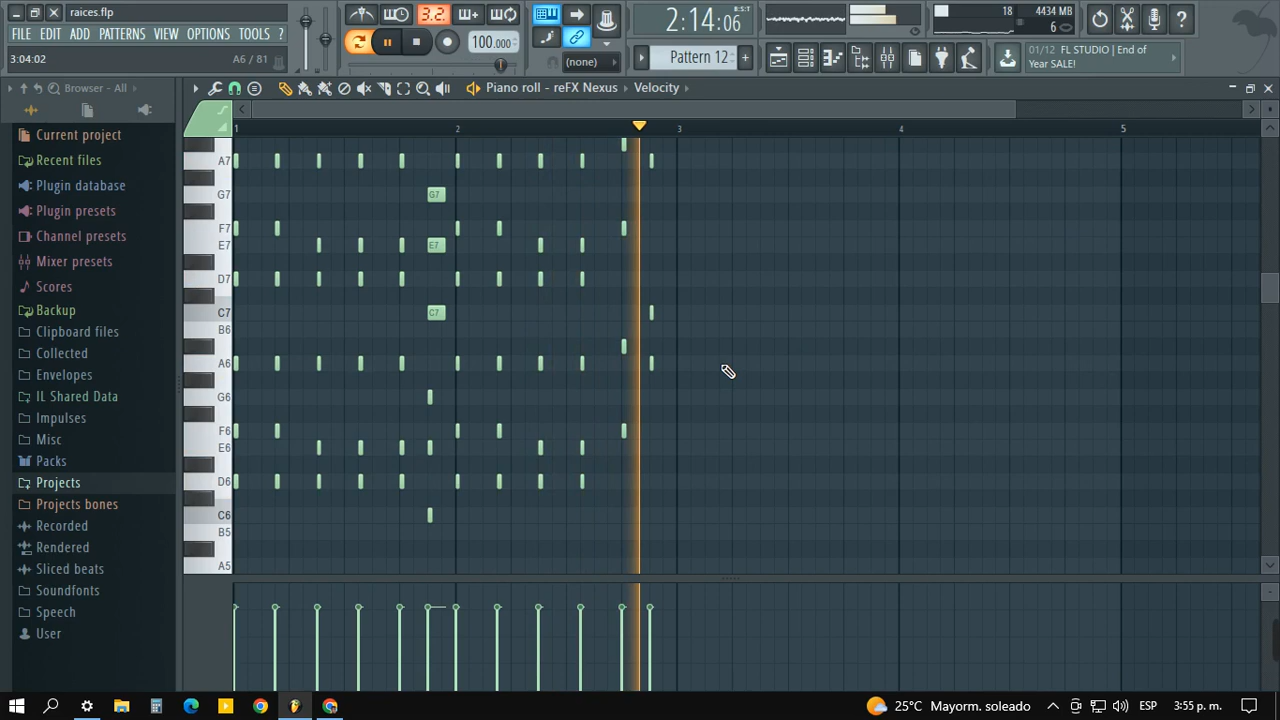 raices.flp
FILE EDIT ADD PATTERNS VIEW OPTIONS TOOLS ?
3:04:02 A6 / 81
3.2.
100.000
(none)
2:14:06
B:S:T
Pattern 12
18 4434 MB
6
01/12 FL STUDIO | End of
Year SALE!
Browser - All
Piano roll - reFX Nexus Velocity
Current project
Recent files
Plugin database
Plugin presets
Channel presets
Mixer presets
Scores
Backup
Clipboard files
Collected
Envelopes
IL Shared Data
Impulses
Misc
Packs
Projects
Projects bones
Recorded
Rendered
Sliced beats
Soundfonts
Speech
User
1 2 3 4 5
A7
G7 G7
F7
E7 E7
D7
C7 C7
B6
A6
G6
F6
E6
D6
C6
B5
A5
25°C Mayorm. soleado ESP 3:55 p. m.